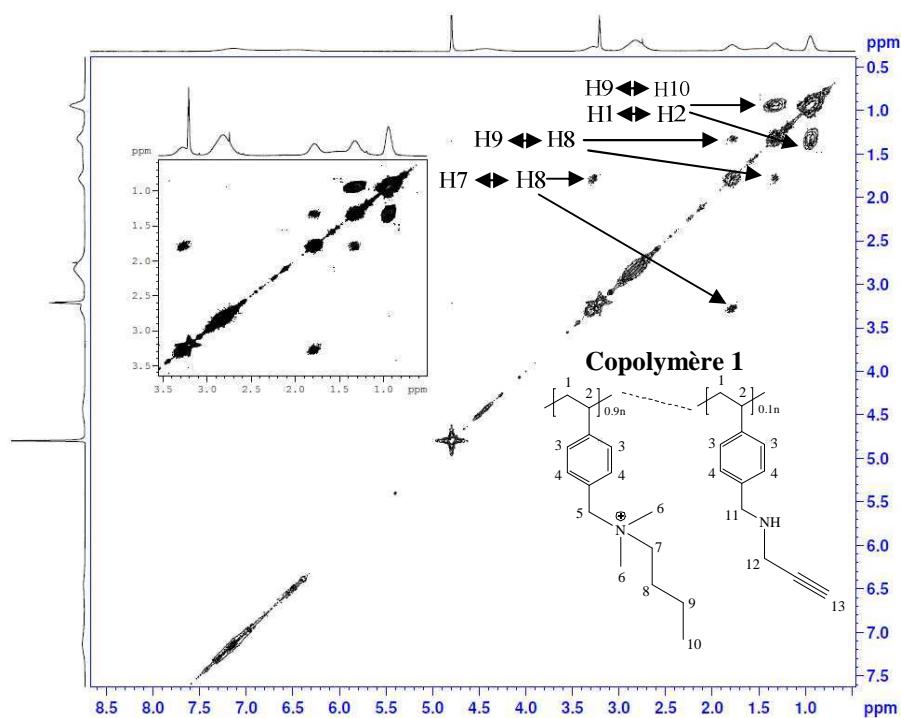 ppm
ppm
0.5
1.0
1.5
2.0
2.5
3.0
3.5
4.0
4.5
5.0
5.5
6.0
6.5
7.0
7.5
8.5 8.0 7.5 7.0 6.5 6.0 5.5 5.0 4.5 4.0 3.5 3.0 2.5 2.0 1.5 1.0 ppm
H9 H10
H1 H2
H9 H8
H7 H8
ppm
1.0
1.5
2.0
2.5
3.0
3.5
3.5 3.0 2.5 2.0 1.5 1.0
ppm
Copolymère 1
1 2 0.9n 1 2 0.1n
3 3 3 3
4 4 4 4
5 6 11 NH
⊕
N
6 7 12
8 9 13
10